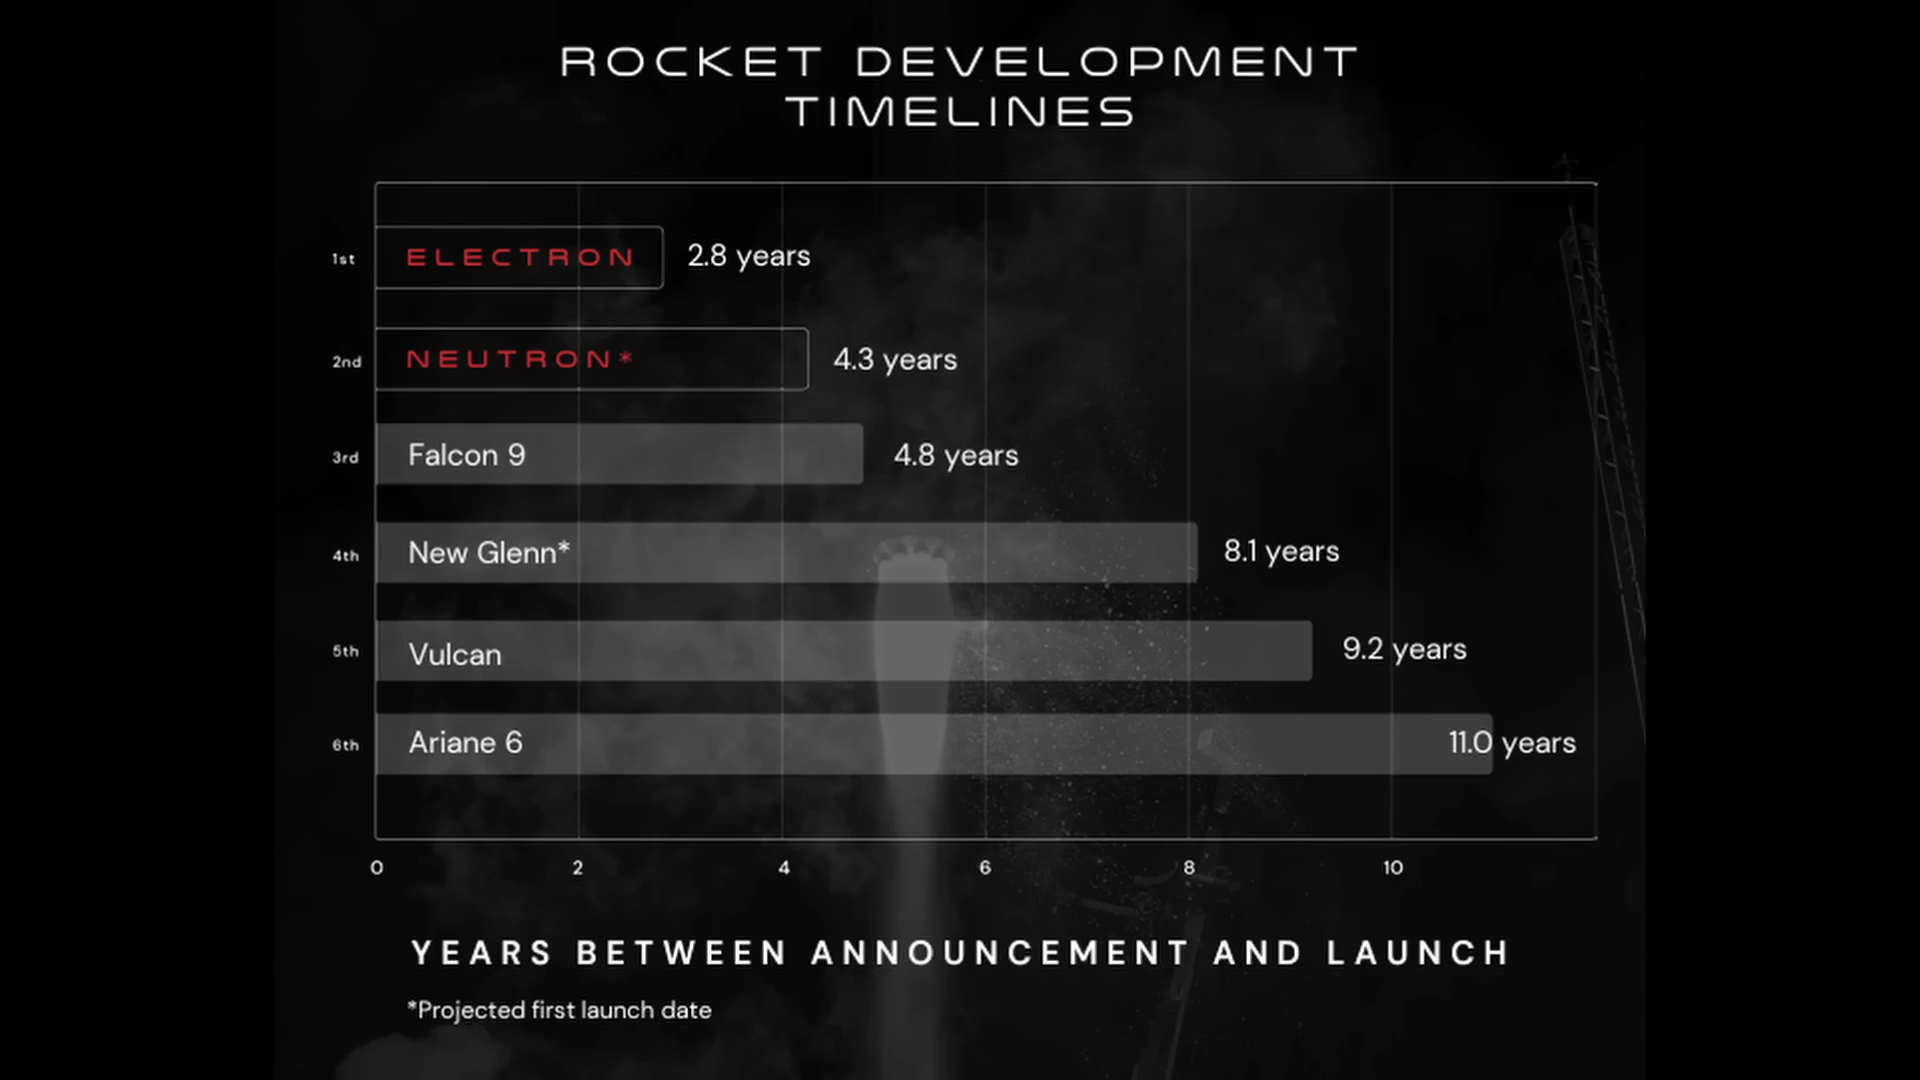 ROCKET DEVELOPMENT
TIMELINES
1st ELECTRON 2.8 years
2nd NEUTRON* 4.3 years
3rd Falcon 9 4.8 years
4th New Glenn* 8.1 years
5th Vulcan 9.2 years
6th Ariane 6 11.0 years
0 2 4 6 8 10
YEARS BETWEEN ANNOUNCEMENT AND LAUNCH
*Projected first launch date